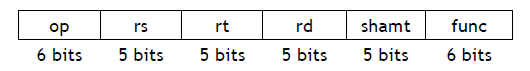 op rs rt rd shamt func
6 bits 5 bits 5 bits 5 bits 5 bits 6 bits